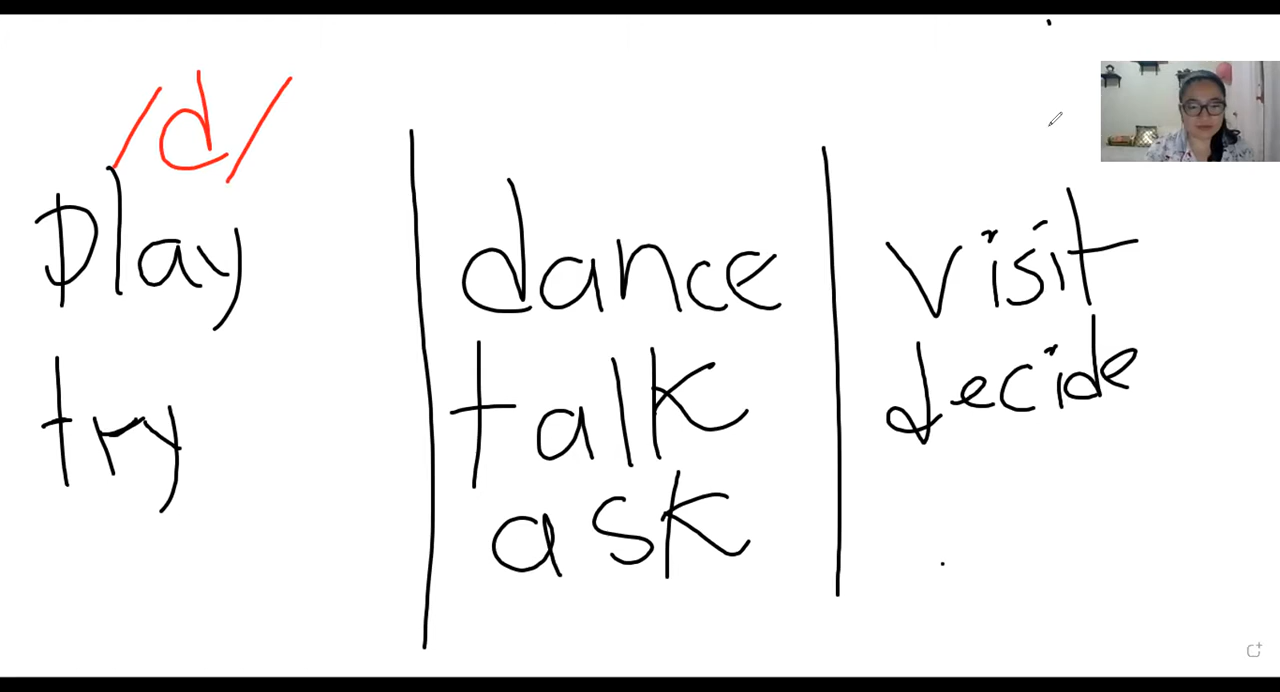 /d/
play
try
dance
talk
ask
visit
decide